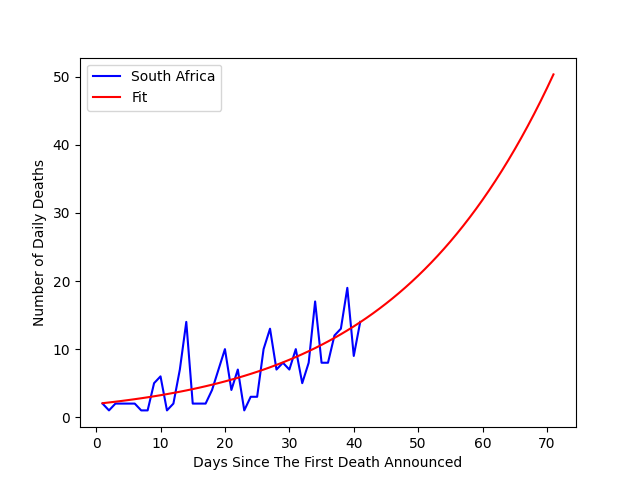 South Africa
Fit
50
40
30
20
10
0
Number of Daily Deaths
0 10 20 30 40 50 60 70
Days Since The First Death Announced